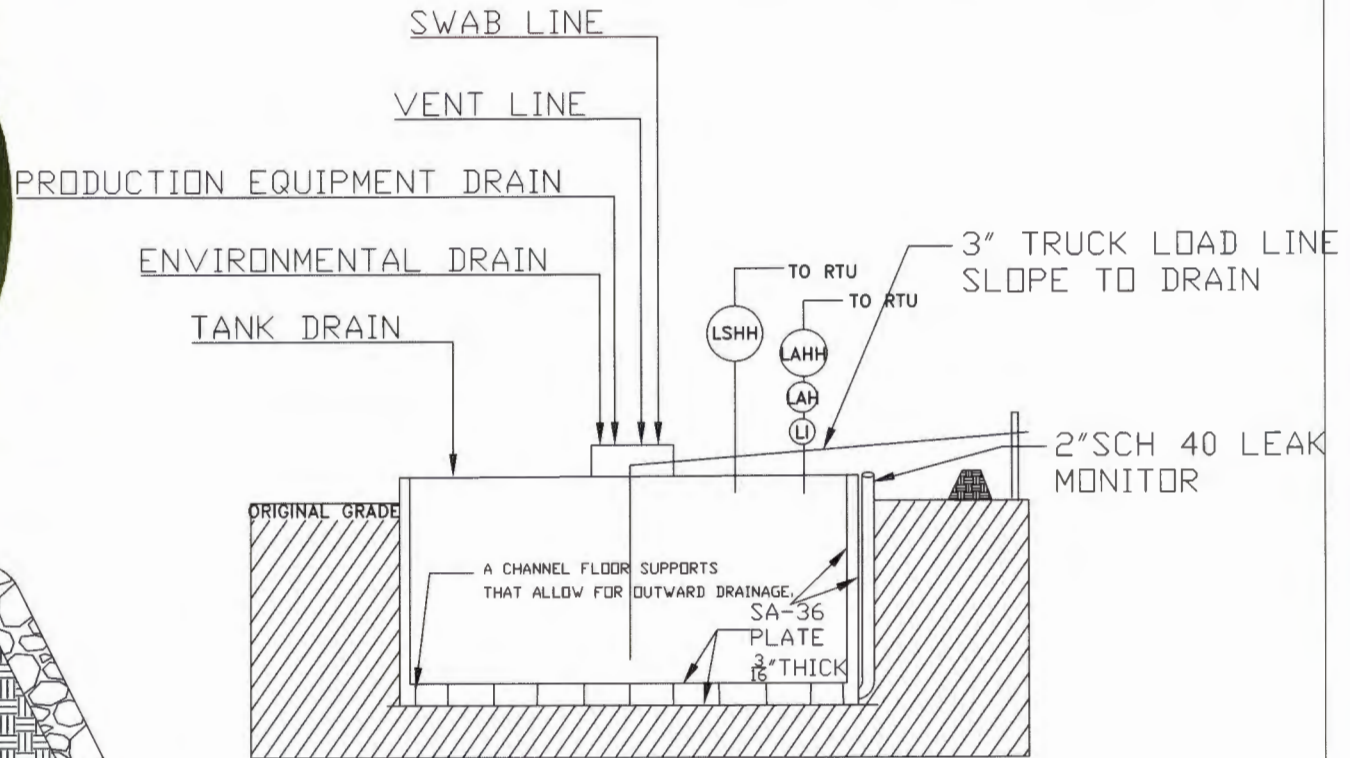 SWAB LINE
VENT LINE
PRODUCTION EQUIPMENT DRAIN
ENVIRONMENTAL DRAIN
TANK DRAIN
TO RTU
TO RTU
3" TRUCK LOAD LINE
SLOPE TO DRAIN
LSHH
LAHH
LAH
LI
2"SCH 40 LEAK
MONITOR
ORIGINAL GRADE
A CHANNEL FLOOR SUPPORTS
THAT ALLOW FOR OUTWARD DRAINAGE.
SA-36
PLATE
3/16"THICK